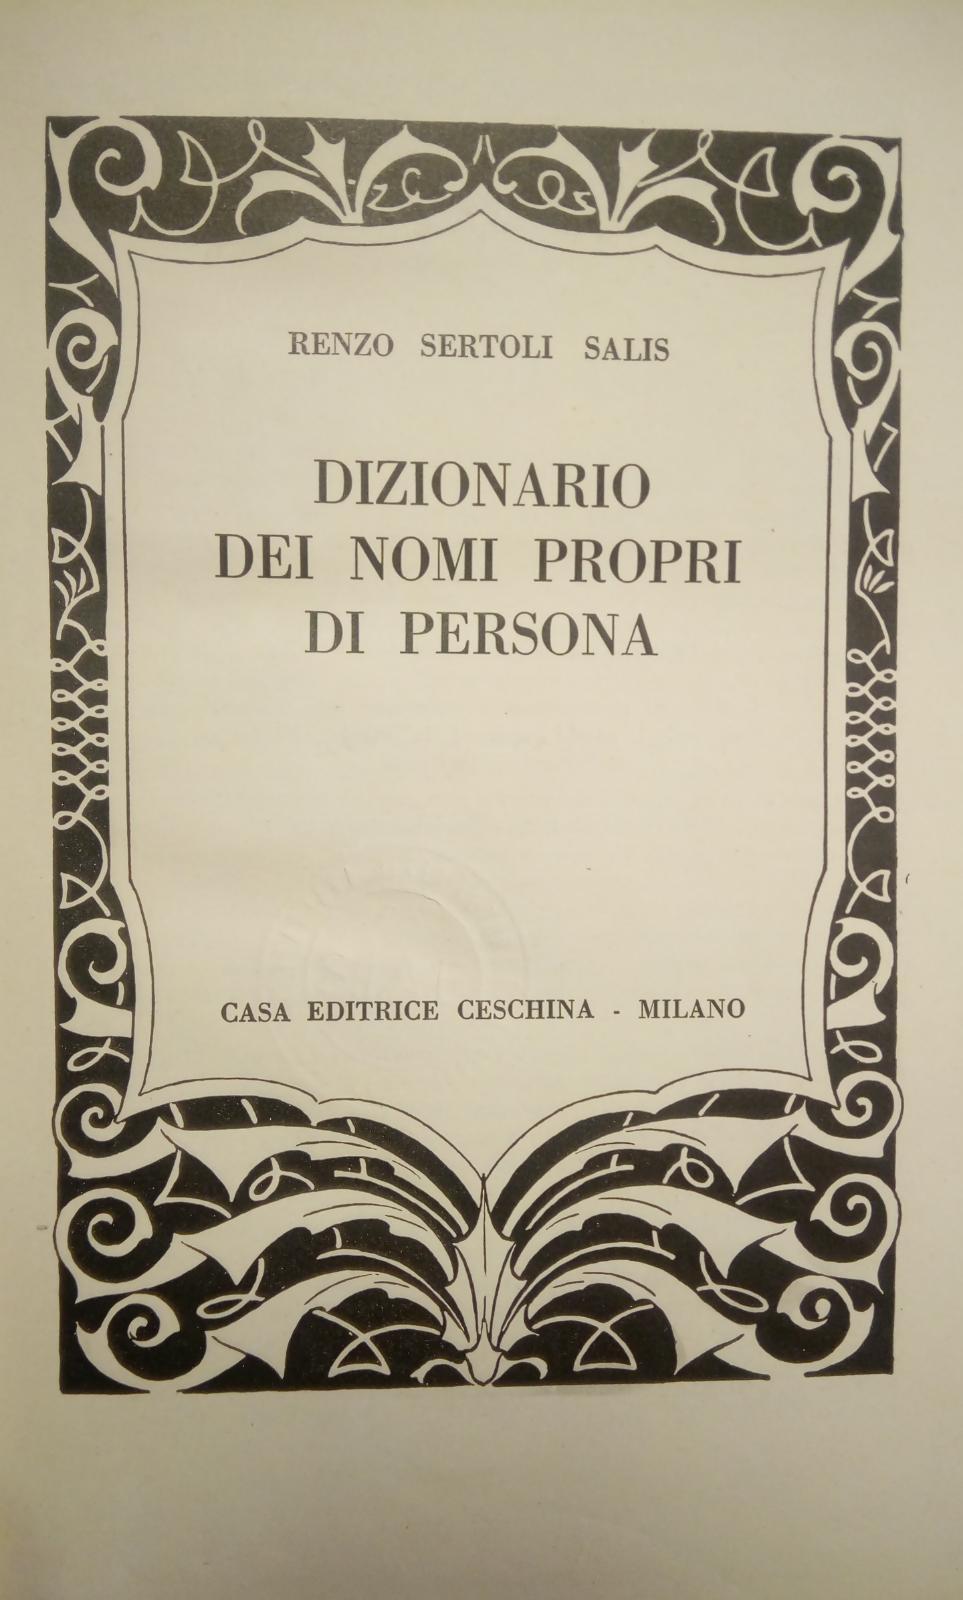 RENZO SERTOLI SALIS
DIZIONARIO
DEI NOMI PROPRI
DI PERSONA
CASA EDITRICE CESCHINA - MILANO